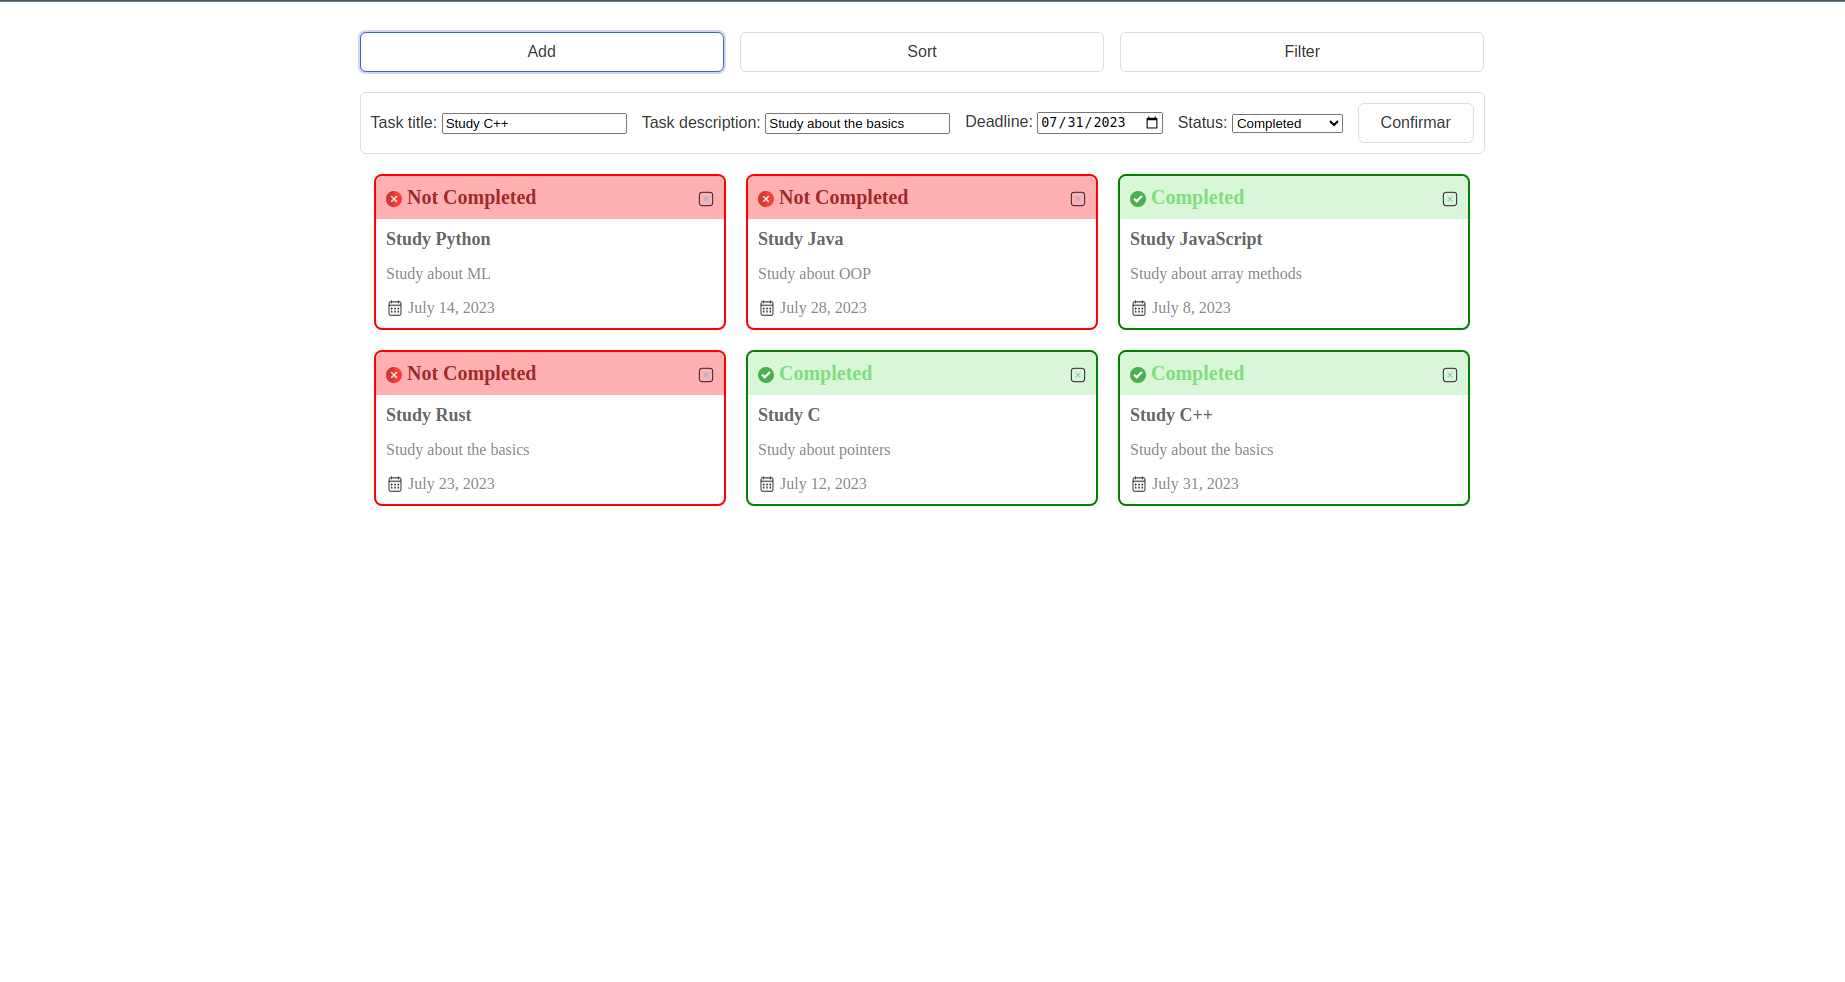 Add Sort Filter
Task title: Study C++ Task description: Study about the basics Deadline: 07/31/2023 Status: Completed Confirmar
Not Completed
Study Python
Study about ML
July 14, 2023
Not Completed
Study Java
Study about OOP
July 28, 2023
Completed
Study JavaScript
Study about array methods
July 8, 2023
Not Completed
Study Rust
Study about the basics
July 23, 2023
Completed
Study C
Study about pointers
July 12, 2023
Completed
Study C++
Study about the basics
July 31, 2023